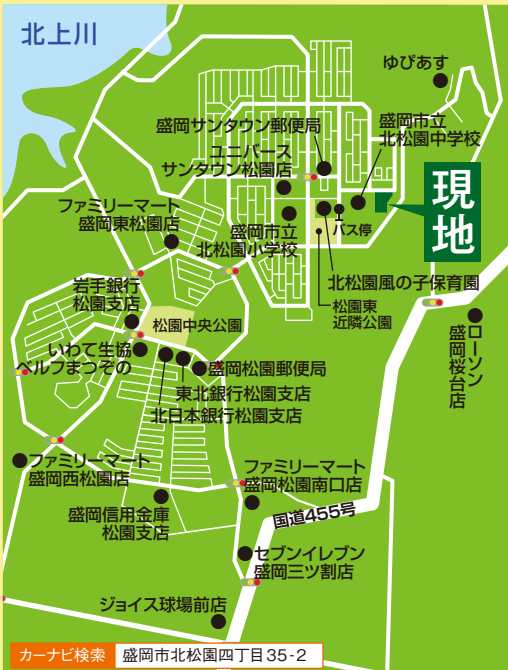 北上川
ゆぴあす
盛岡サンタウン郵便局
盛岡市立
北松園中学校
ユニバース
サンタウン松園店
現地
ファミリーマート
盛岡東松園店
盛岡市立
北松園小学校
バス停
北松園風の子保育園
松園東
近隣公園
岩手銀行
松園支店
松園中央公園
ローソン
盛岡桜台店
いわて生協
ベルフまつぞの
盛岡松園郵便局
東北銀行松園支店
北日本銀行松園支店
ファミリーマート
盛岡西松園店
ファミリーマート
盛岡松園南口店
盛岡信用金庫
松園支店
国道455号
セブンイレブン
盛岡三ツ割店
ジョイス球場前店
カーナビ検索 盛岡市北松園四丁目35-2